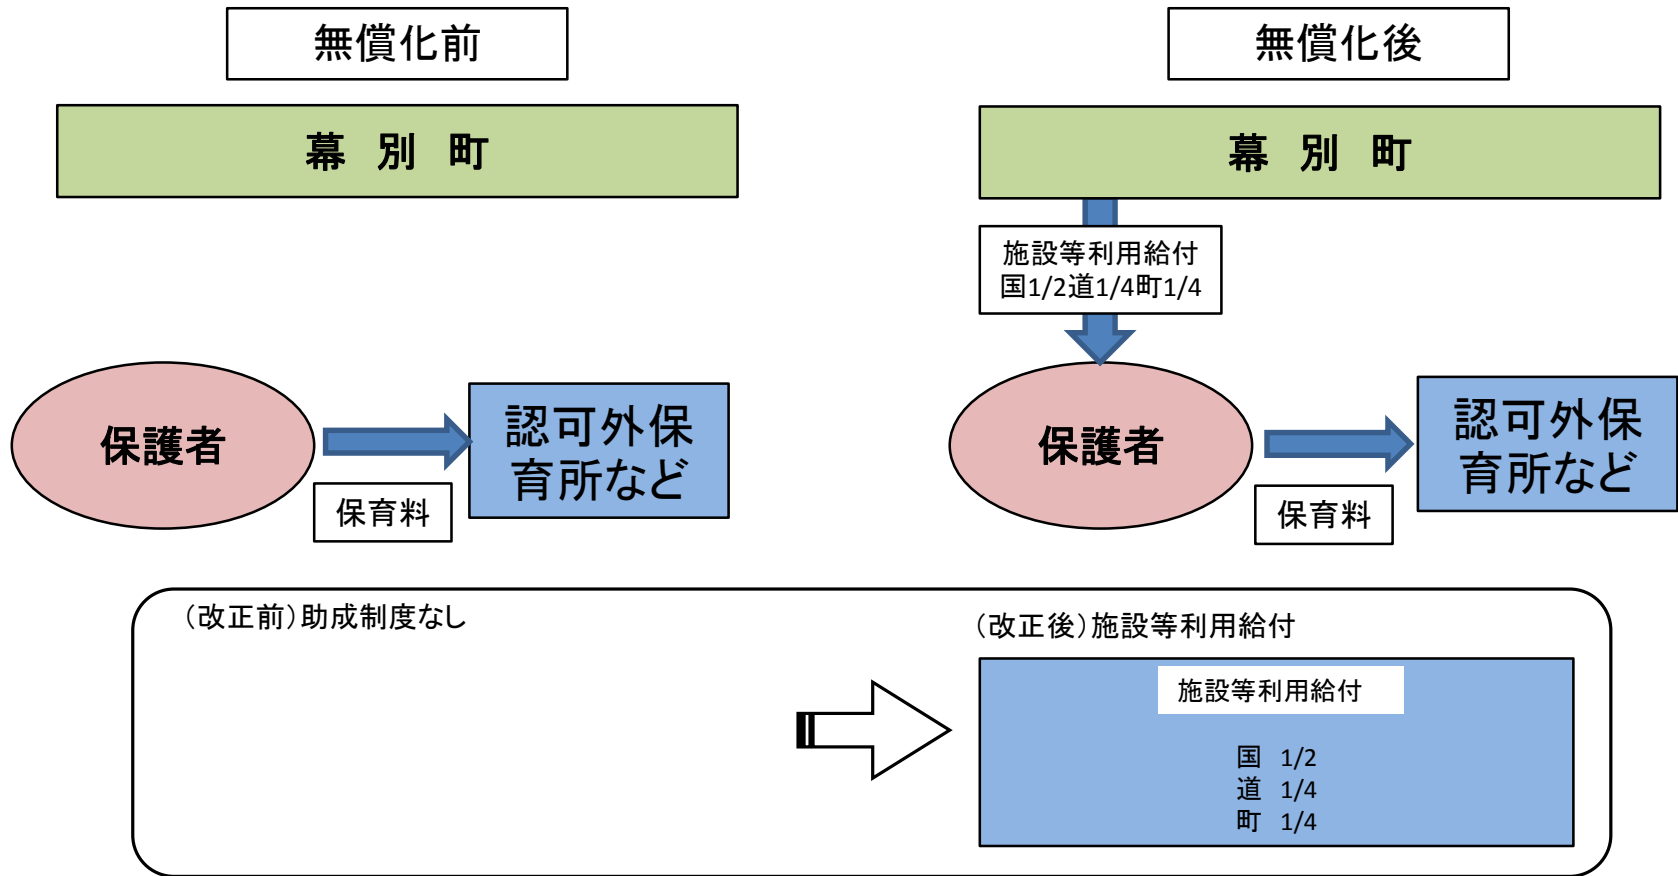 無償化前
無償化後
幕 別 町
幕 別 町
施設等利用給付
国1/2道1/4町1/4
保護者
認可外保
育所など
保育料
保護者
認可外保
育所など
保育料
（改正前）助成制度なし
（改正後）施設等利用給付
施設等利用給付
国 1/2
道 1/4
町 1/4